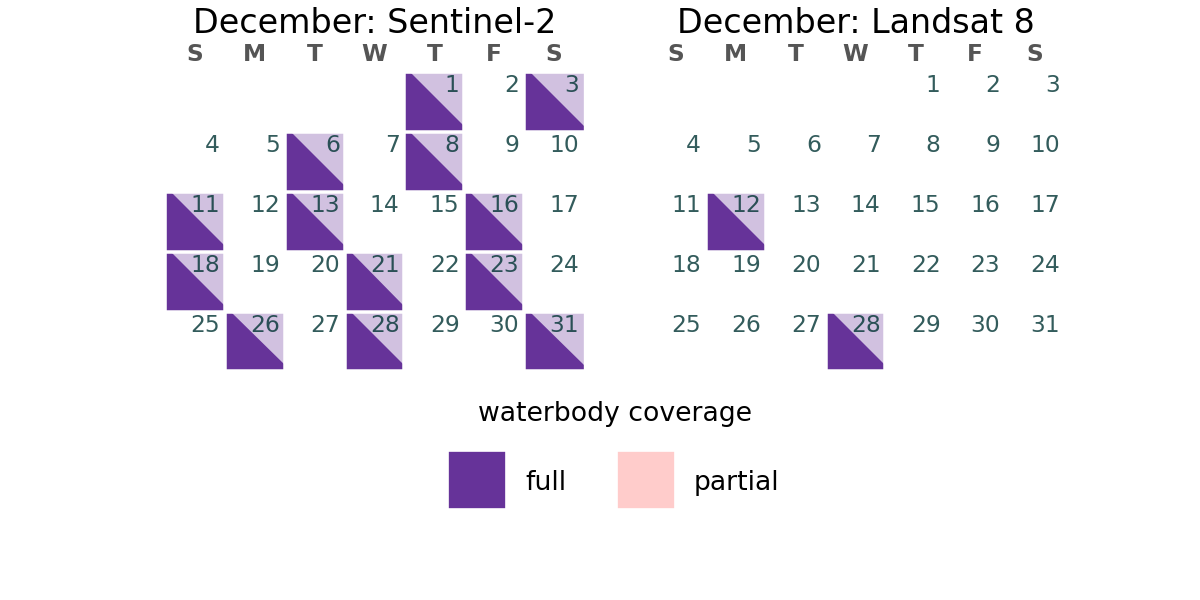 December: Sentinel-2
S M T W T F S
1 2 3
4 5 6 7 8 9 10
11 12 13 14 15 16 17
18 19 20 21 22 23 24
25 26 27 28 29 30 31
December: Landsat 8
S M T W T F S
1 2 3
4 5 6 7 8 9 10
11 12 13 14 15 16 17
18 19 20 21 22 23 24
25 26 27 28 29 30 31
waterbody coverage
full
partial